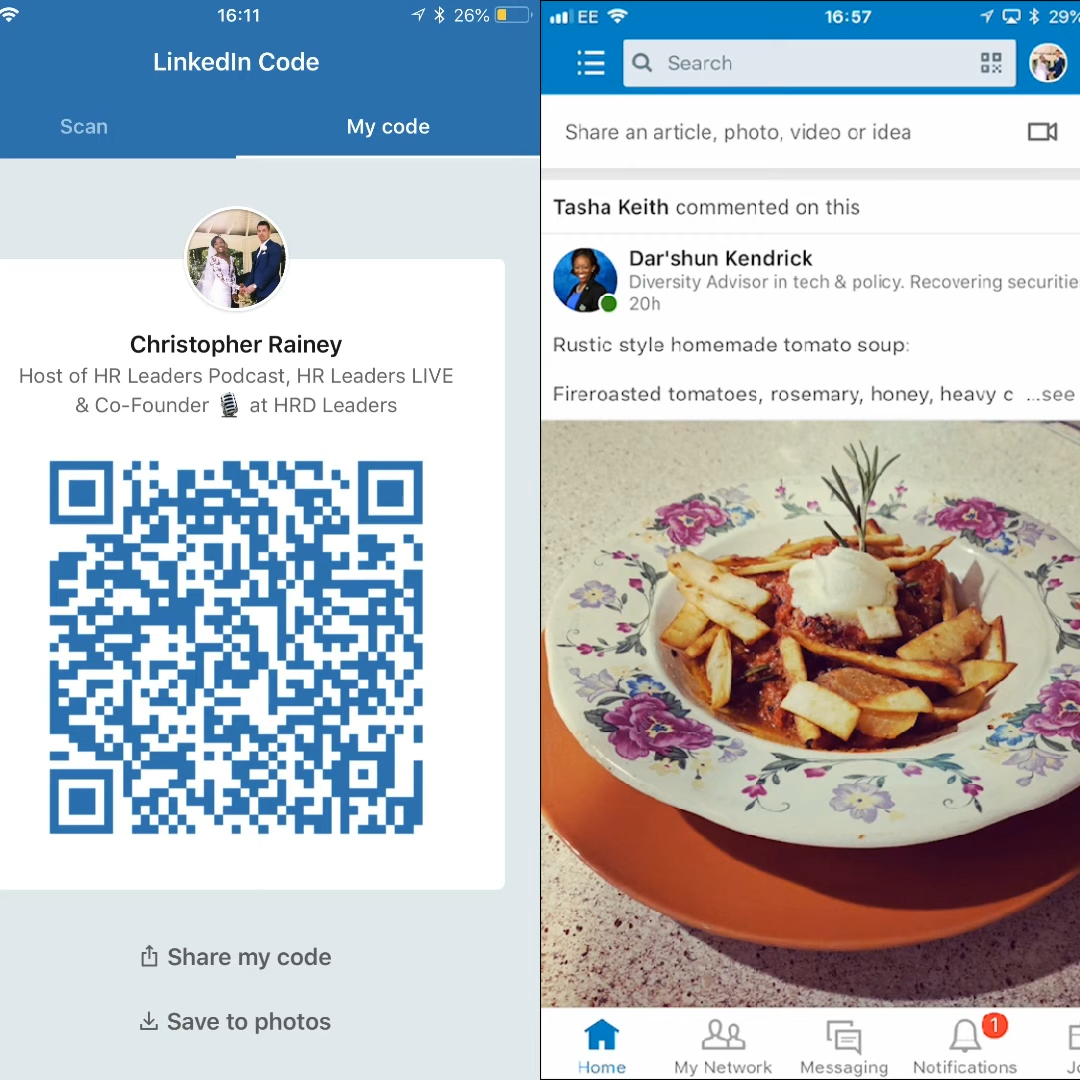 16:11
26%
LinkedIn Code
Scan
My code
Christopher Rainey
Host of HR Leaders Podcast, HR Leaders LIVE
& Co-Founder 🎙 at HRD Leaders
Share my code
Save to photos
EE
16:57
29%
Search
Share an article, photo, video or idea
Tasha Keith commented on this
Dar'shun Kendrick
Diversity Advisor in tech & policy. Recovering securitie
20h
Rustic style homemade tomato soup:
Fireroasted tomatoes, rosemary, honey, heavy c ...see
1
Home
My Network
Messaging
Notifications
Jo